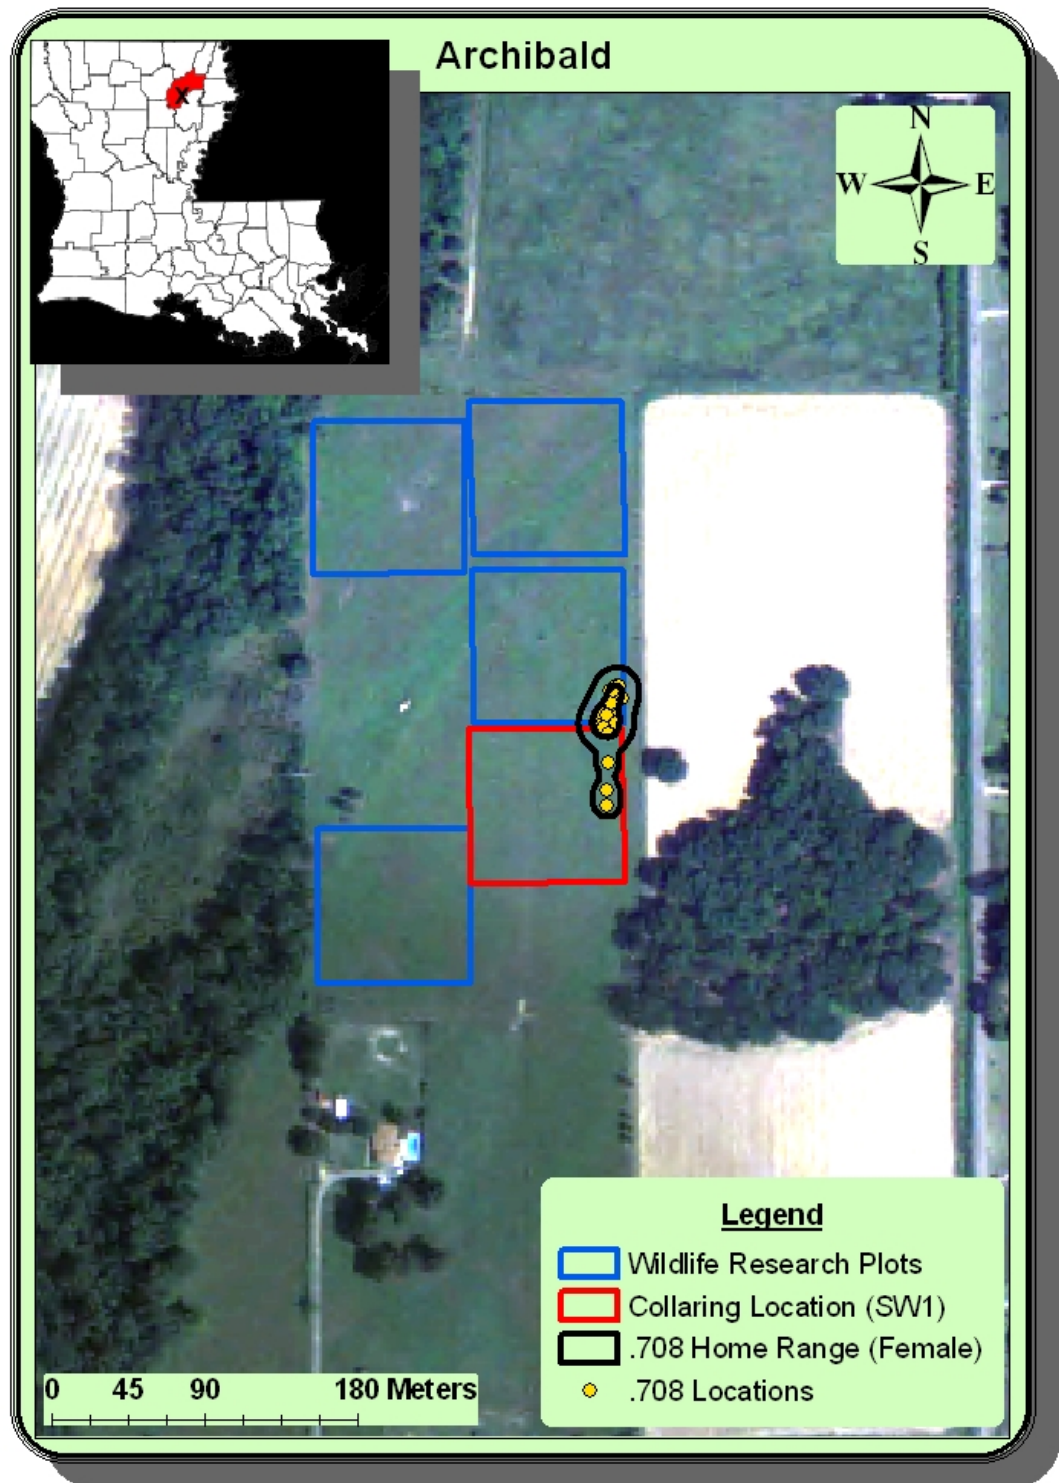 Archibald
N
W E
S
Legend
Wildlife Research Plots
Collaring Location (SW1)
.708 Home Range (Female)
.708 Locations
0 45 90 180 Meters
X